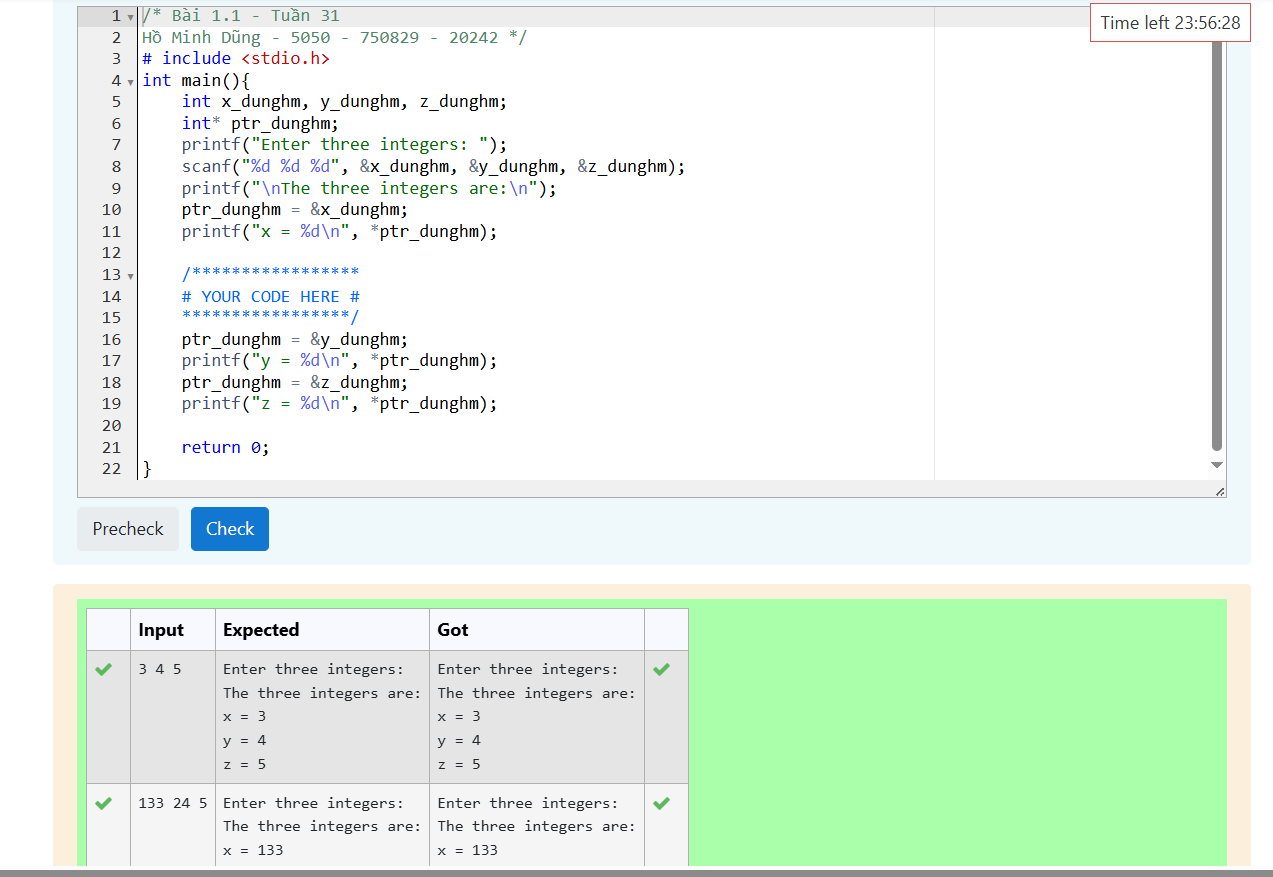 Time left 23:56:28
1 /* Bài 1.1 - Tuần 31
2 Hồ Minh Dũng - 5050 - 750829 - 20242 */
3 # include <stdio.h>
4 int main(){
5 int x_dunghm, y_dunghm, z_dunghm;
6 int* ptr_dunghm;
7 printf("Enter three integers: ");
8 scanf("%d %d %d", &x_dunghm, &y_dunghm, &z_dunghm);
9 printf("\nThe three integers are:\n");
10 ptr_dunghm = &x_dunghm;
11 printf("x = %d\n", *ptr_dunghm);
12
13 /*****************
14 # YOUR CODE HERE #
15 *****************/
16 ptr_dunghm = &y_dunghm;
17 printf("y = %d\n", *ptr_dunghm);
18 ptr_dunghm = &z_dunghm;
19 printf("z = %d\n", *ptr_dunghm);
20
21 return 0;
22 }
Precheck Check
Input Expected Got
3 4 5 Enter three integers: Enter three integers:
The three integers are: The three integers are:
x = 3 x = 3
y = 4 y = 4
z = 5 z = 5
133 24 5 Enter three integers: Enter three integers:
The three integers are: The three integers are:
x = 133 x = 133